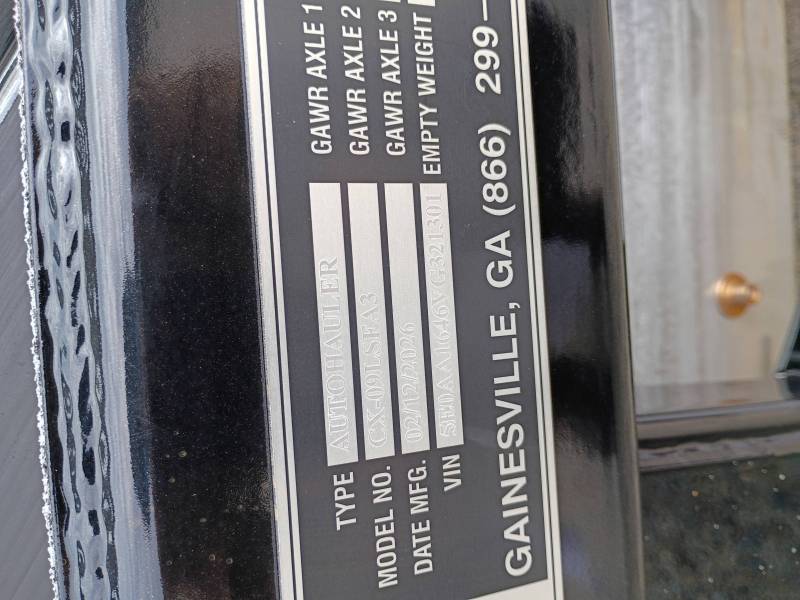 TYPE AUTOHAULER GAWR AXLE 1
MODEL NO. CX-09LSFA3 GAWR AXLE 2
DATE MFG. 02/12/2026 GAWR AXLE 3
VIN EMPTY WEIGHT
GAINESVILLE, GA (866) 299-